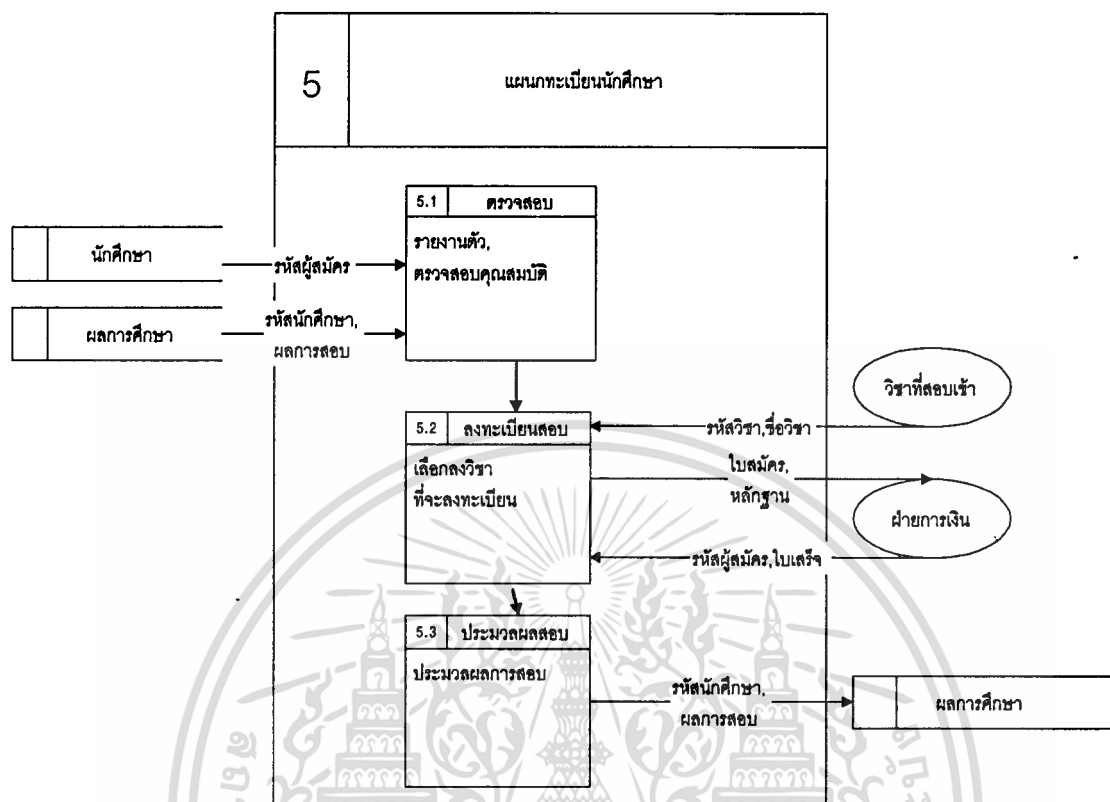 5
แผนกทะเบียนนักศึกษา
5.1 ตรวจสอบ
รายงานตัว,
ตรวจสอบคุณสมบัติ
นักศึกษา
รหัสผู้สมัคร
ผลการศึกษา
รหัสนักศึกษา,
ผลการสอบ
วิชาที่สอบเข้า
5.2 ลงทะเบียนสอบ
รหัสวิชา,ชื่อวิชา
เลือกลงวิชา
ที่จะลงทะเบียน
ใบสมัคร,
หลักฐาน
ฝ่ายการเงิน
รหัสผู้สมัคร,ใบเสร็จ
5.3 ประมวลผลสอบ
ประมวลผลการสอบ
รหัสนักศึกษา,
ผลการสอบ
ผลการศึกษา